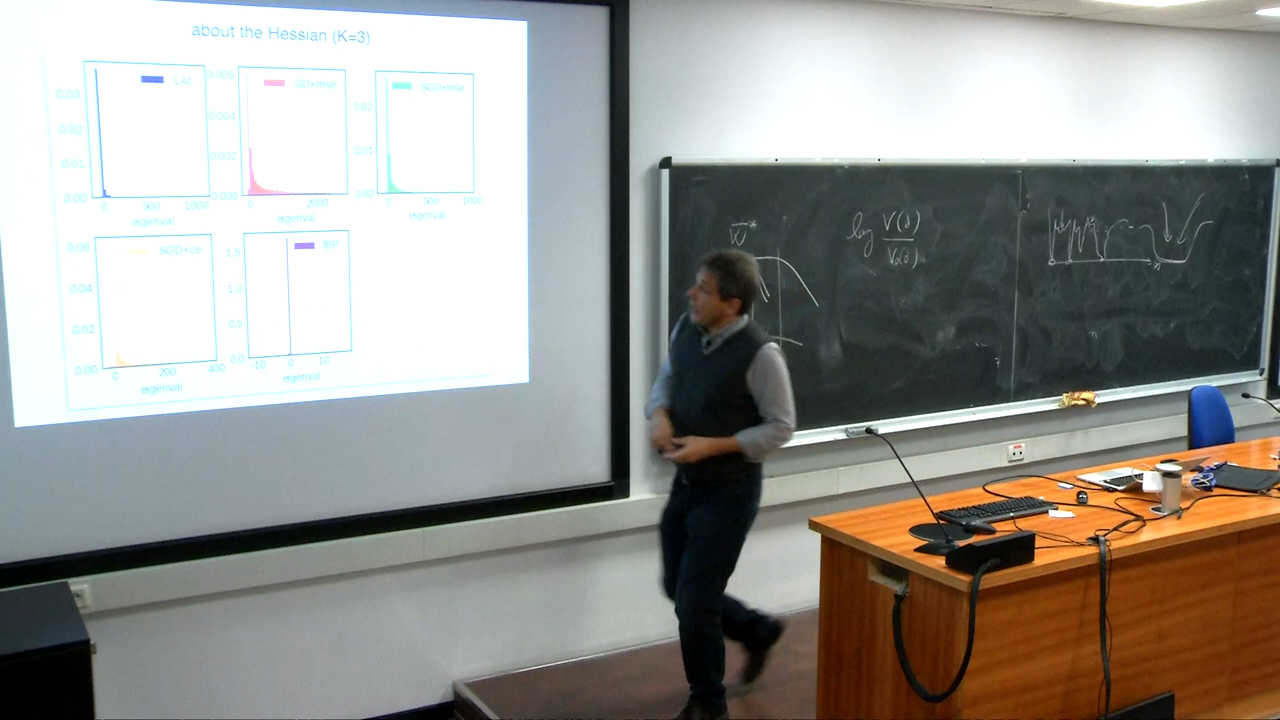 about the Hessian (K=3)
LAL
0.03
0.02
0.01
0.00
0 500 1000
eigenval
GD+mse
0.006
0.004
0.002
0.000
0 2000
eigenval
SGD+mse
0.02
0.01
0.00
0 500 1000
eigenval
SGD+ce
0.06
0.04
0.02
0.00
0 200 400
eigenval
fBP
1.5
1.0
0.5
0.0
-10 0 10
eigenval
w*
log V(d)
V₀(d)